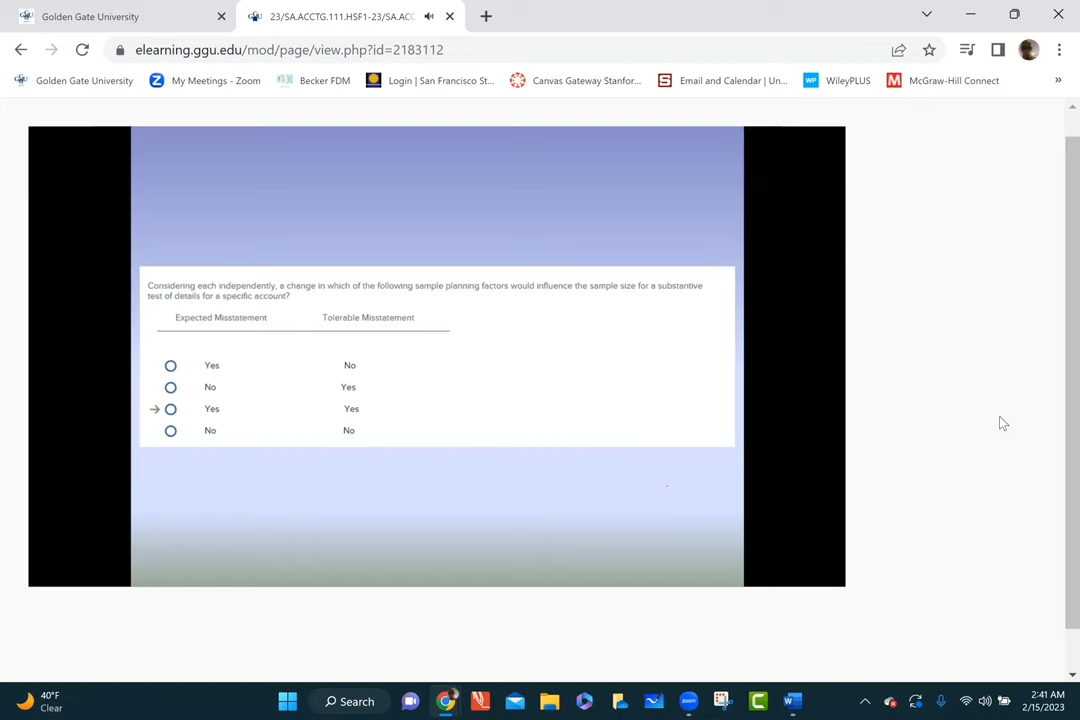 Golden Gate University
23/SA.ACCTG.111.HSF1-23/SA.ACC
elearning.ggu.edu/mod/page/view.php?id=2183112
Golden Gate University
My Meetings - Zoom
Becker FDM
Login | San Francisco St...
Canvas Gateway Stanfor...
Email and Calendar | Un...
WileyPLUS
McGraw-Hill Connect
»
Considering each independently, a change in which of the following sample planning factors would influence the sample size for a substantive
test of details for a specific account?
Expected Misstatement Tolerable Misstatement
Yes No
No Yes
Yes Yes
No No
40°F
Clear
Search
zoom
2:41 AM
2/15/2023